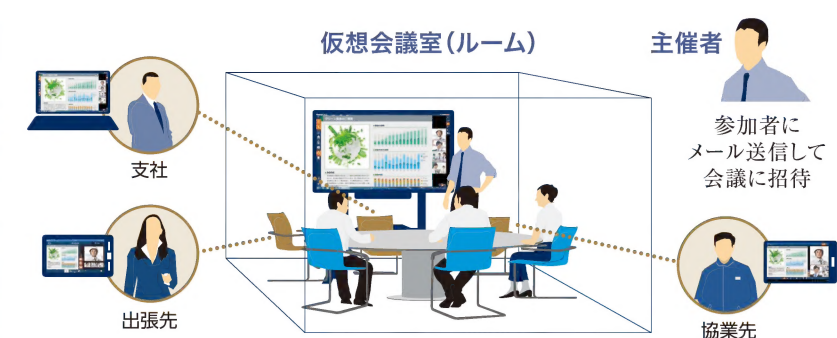 仮想会議室（ルーム）
主催者
参加者に
メール送信して
会議に招待
支社
出張先
協業先